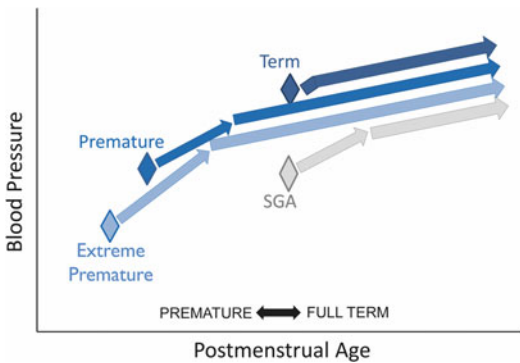 Term
Premature
SGA
Extreme
Premature
PREMATURE FULL TERM
Blood Pressure
Postmenstrual Age